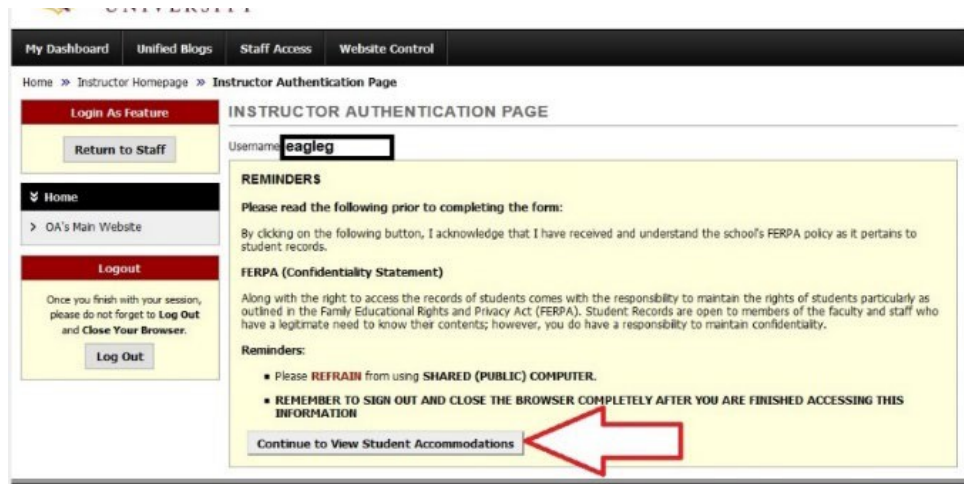 UNIVERSITY
My Dashboard Unified Blogs Staff Access Website Control
Home » Instructor Homepage » Instructor Authentication Page
Login As Feature
Return to Staff
Home
OA's Main Website
Logout
Once you finish with your session,
please do not forget to Log Out
and Close Your Browser.
Log Out
INSTRUCTOR AUTHENTICATION PAGE
Username eagleg
REMINDERS
Please read the following prior to completing the form:
By clicking on the following button, I acknowledge that I have received and understand the school's FERPA policy as it pertains to
student records.
FERPA (Confidentiality Statement)
Along with the right to access the records of students comes with the responsibility to maintain the rights of students particularly as
outlined in the Family Educational Rights and Privacy Act (FERPA). Student Records are open to members of the faculty and staff who
have a legitimate need to know their contents; however, you do have a responsibility to maintain confidentiality.
Reminders:
▪ Please REFRAIN from using SHARED (PUBLIC) COMPUTER.
▪ REMEMBER TO SIGN OUT AND CLOSE THE BROWSER COMPLETELY AFTER YOU ARE FINISHED ACCESSING THIS
INFORMATION
Continue to View Student Accommodations